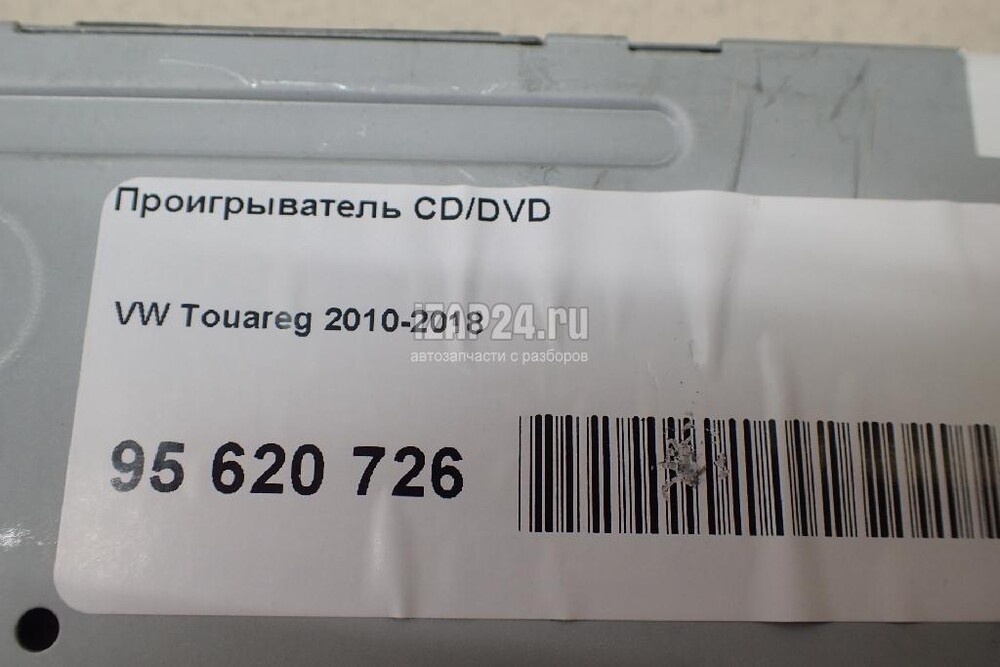 Проигрыватель CD/DVD
VW Touareg 2010-2018
iZAP24.ru
автозапчасти с разборов
95 620 726